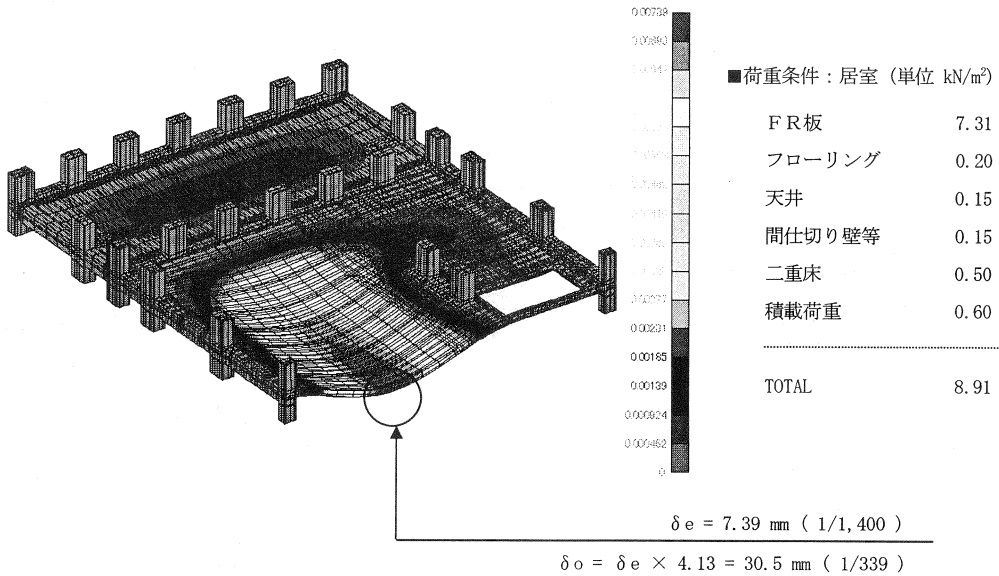 0.00739
0.00277
0.00231
0.00185
0.00139
0.000924
0.000462
0
■荷重条件：居室（単位 kN/m²）
ＦＲ板 7.31
フローリング 0.20
天井 0.15
間仕切り壁等 0.15
二重床 0.50
積載荷重 0.60
TOTAL 8.91
δe = 7.39 mm ( 1/1,400 )
δo = δe × 4.13 = 30.5 mm ( 1/339 )